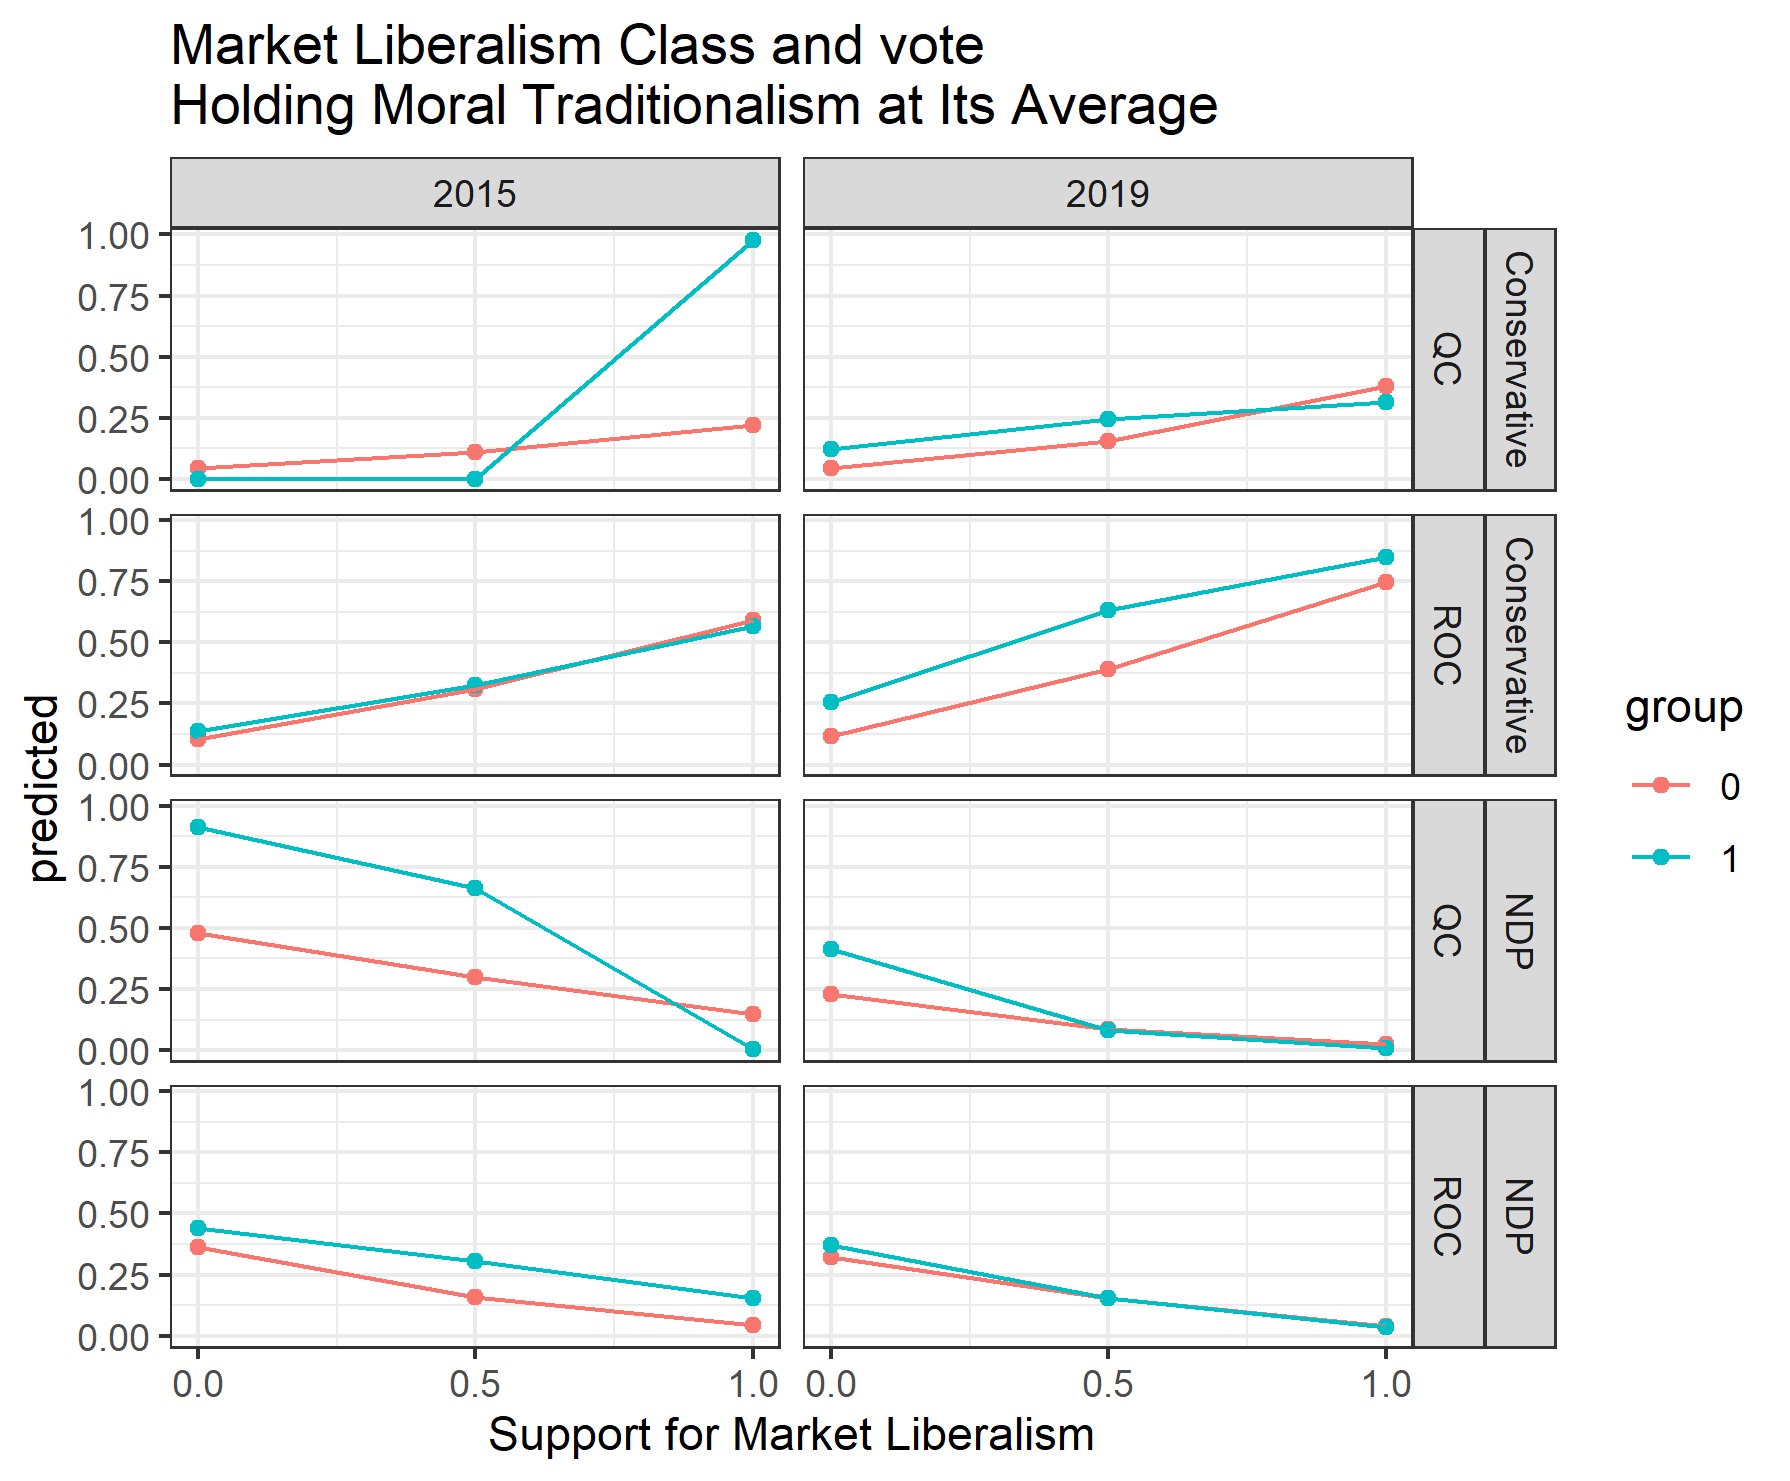 Market Liberalism Class and vote
Holding Moral Traditionalism at Its Average
2015
2019
1.00
0.75
0.50
0.25
0.00
QC
Conservative
1.00
0.75
0.50
0.25
0.00
ROC
Conservative
1.00
0.75
0.50
0.25
0.00
QC
NDP
1.00
0.75
0.50
0.25
0.00
ROC
NDP
predicted
0.0
0.5
1.0
0.0
0.5
1.0
Support for Market Liberalism
group
0
1